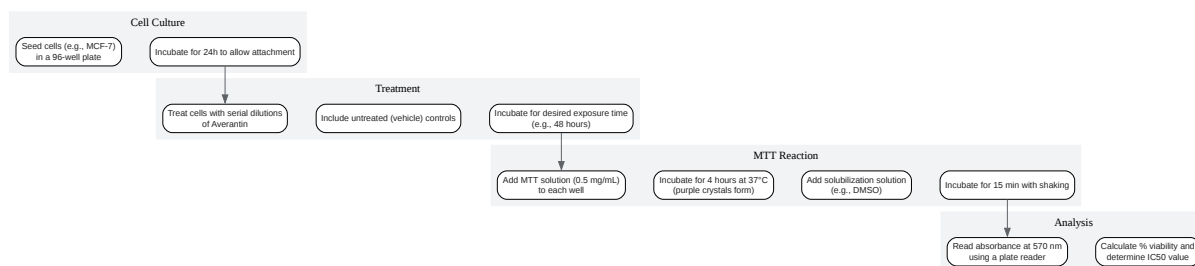 Cell Culture
Seed cells (e.g., MCF-7)
in a 96-well plate
Incubate for 24h to allow attachment
Treatment
Treat cells with serial dilutions
of Averantin
Include untreated (vehicle) controls
Incubate for desired exposure time
(e.g., 48 hours)
MTT Reaction
Add MTT solution (0.5 mg/mL)
to each well
Incubate for 4 hours at 37°C
(purple crystals form)
Add solubilization solution
(e.g., DMSO)
Incubate for 15 min with shaking
Analysis
Read absorbance at 570 nm
using a plate reader
Calculate % viability and
determine IC50 value